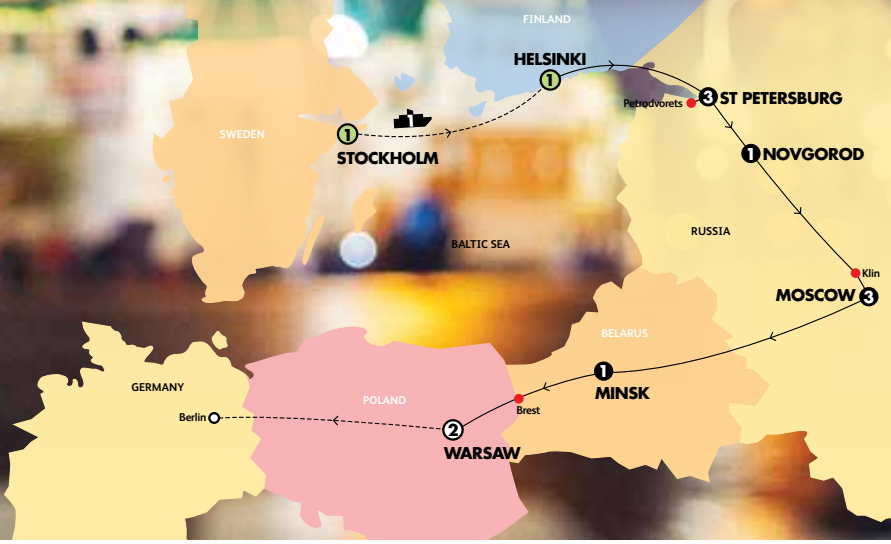 FINLAND
HELSINKI
1
Petrodvorets
3 ST PETERSBURG
SWEDEN
1
1
STOCKHOLM
1 NOVGOROD
RUSSIA
BALTIC SEA
Klin
MOSCOW 3
BELARUS
1
MINSK
GERMANY
POLAND
Brest
Berlin
2
WARSAW